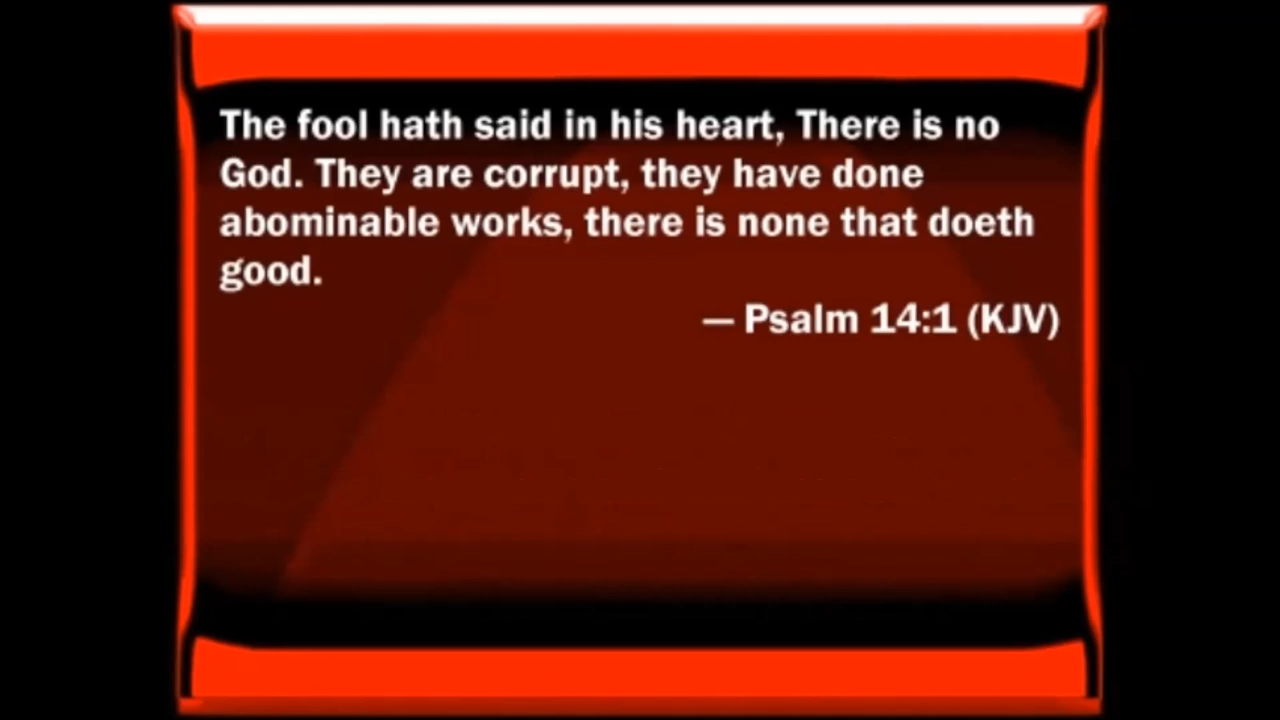 The fool hath said in his heart, There is no
God. They are corrupt, they have done
abominable works, there is none that doeth
good.
— Psalm 14:1 (KJV)